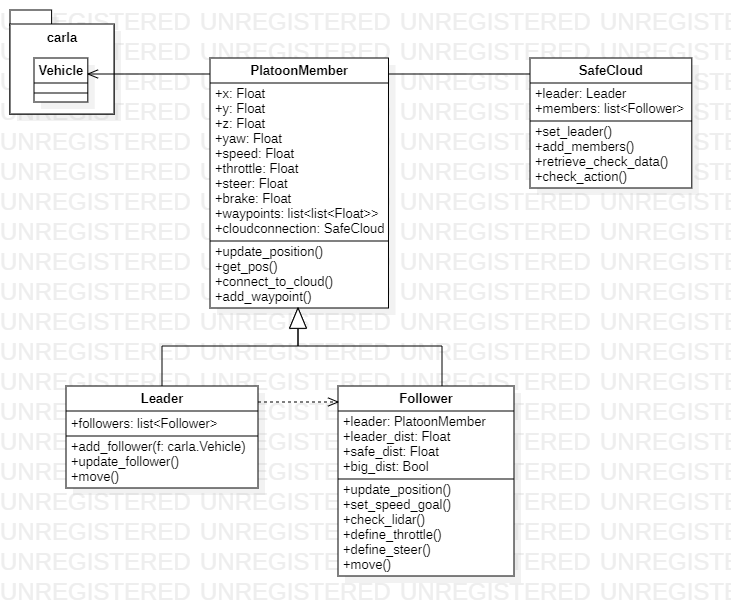 carla
Vehicle
PlatoonMember
+x: Float
+y: Float
+z: Float
+yaw: Float
+speed: Float
+throttle: Float
+steer: Float
+brake: Float
+waypoints: list<list<Float>>
+cloudconnection: SafeCloud
+update_position()
+get_pos()
+connect_to_cloud()
+add_waypoint()
SafeCloud
+leader: Leader
+members: list<Follower>
+set_leader()
+add_members()
+retrieve_check_data()
+check_action()
Leader
+followers: list<Follower>
+add_follower(f: carla.Vehicle)
+update_follower()
+move()
Follower
+leader: PlatoonMember
+leader_dist: Float
+safe_dist: Float
+big_dist: Bool
+update_position()
+set_speed_goal()
+check_lidar()
+define_throttle()
+define_steer()
+move()
UNREGISTERED